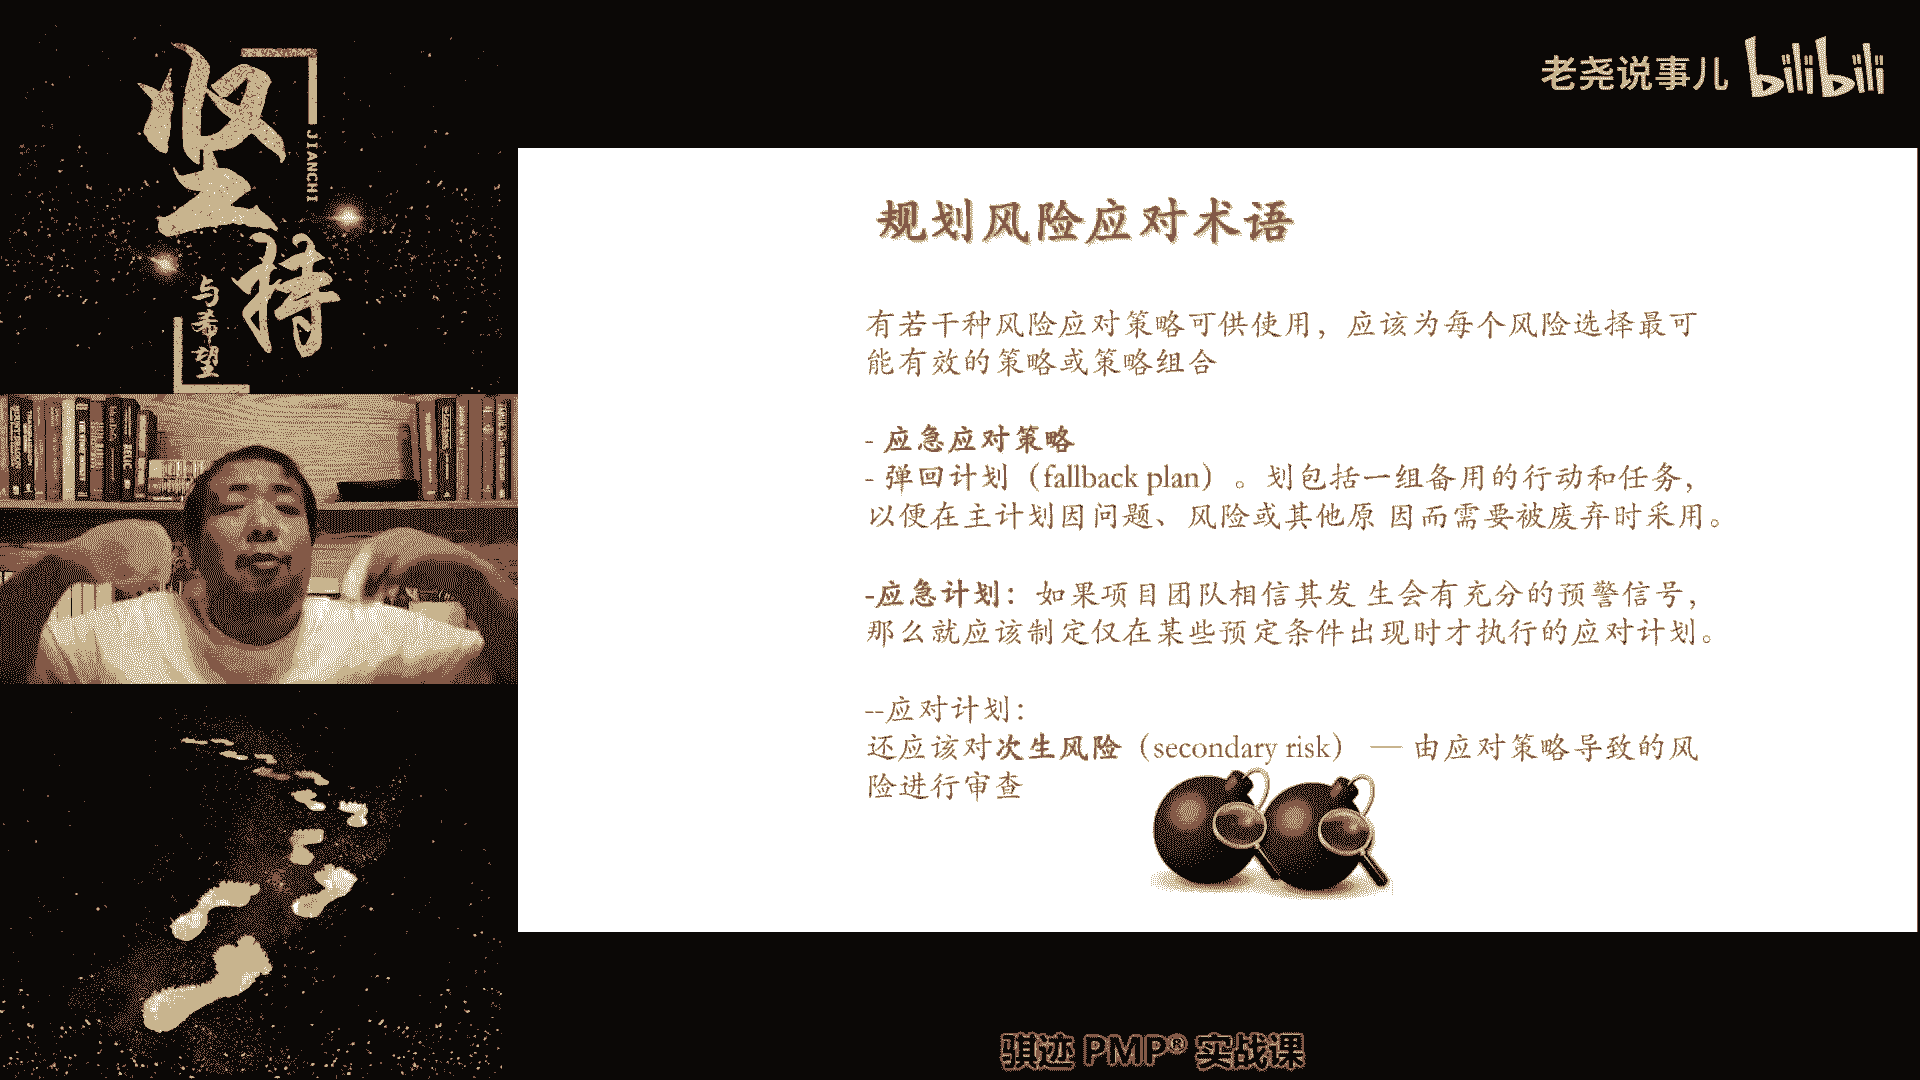 坚持
JIANCHI
与希望
老尧说事儿 bilibili
规划风险应对术语
有若干种风险应对策略可供使用，应该为每个风险选择最可
能有效的策略或策略组合
- 应急应对策略
- 弹回计划（fallback plan）。划包括一组备用的行动和任务，
以便在主计划因问题、风险或其他原 因而需要被废弃时采用。
-应急计划：如果项目团队相信其发 生会有充分的预警信号，
那么就应该制定仅在某些预定条件出现时才执行的应对计划。
--应对计划：
还应该对次生风险（secondary risk） — 由应对策略导致的风
险进行审查
骐迹 PMP® 实战课